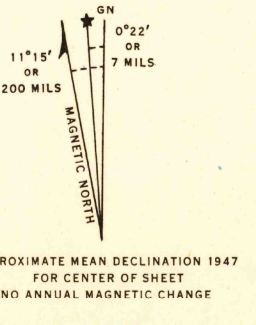 GN
0°22'
OR
7 MILS
11°15'
OR
200 MILS
MAGNETIC NORTH
ROXIMATE MEAN DECLINATION 1947
FOR CENTER OF SHEET
NO ANNUAL MAGNETIC CHANGE